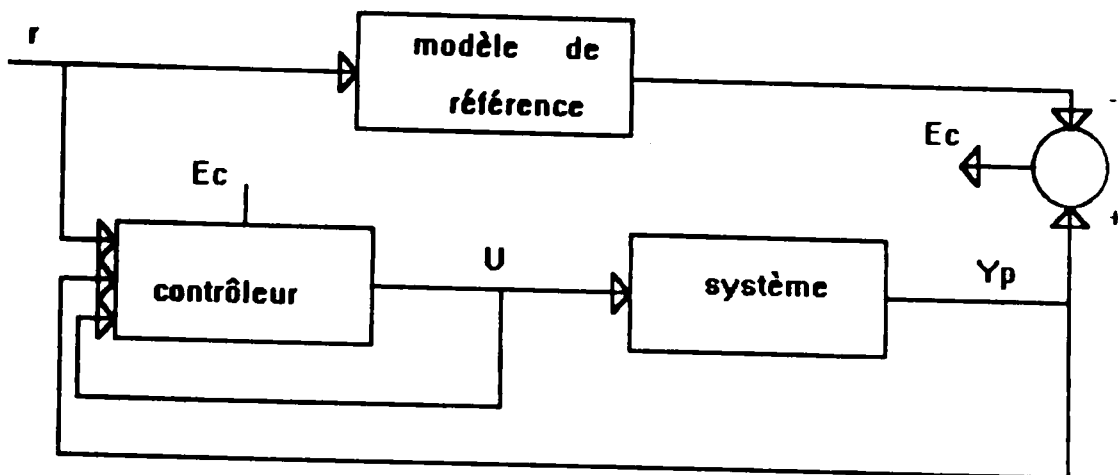 r
modèle de
référence
-
Ec
Ec
+
contrôleur
U
système
Yp